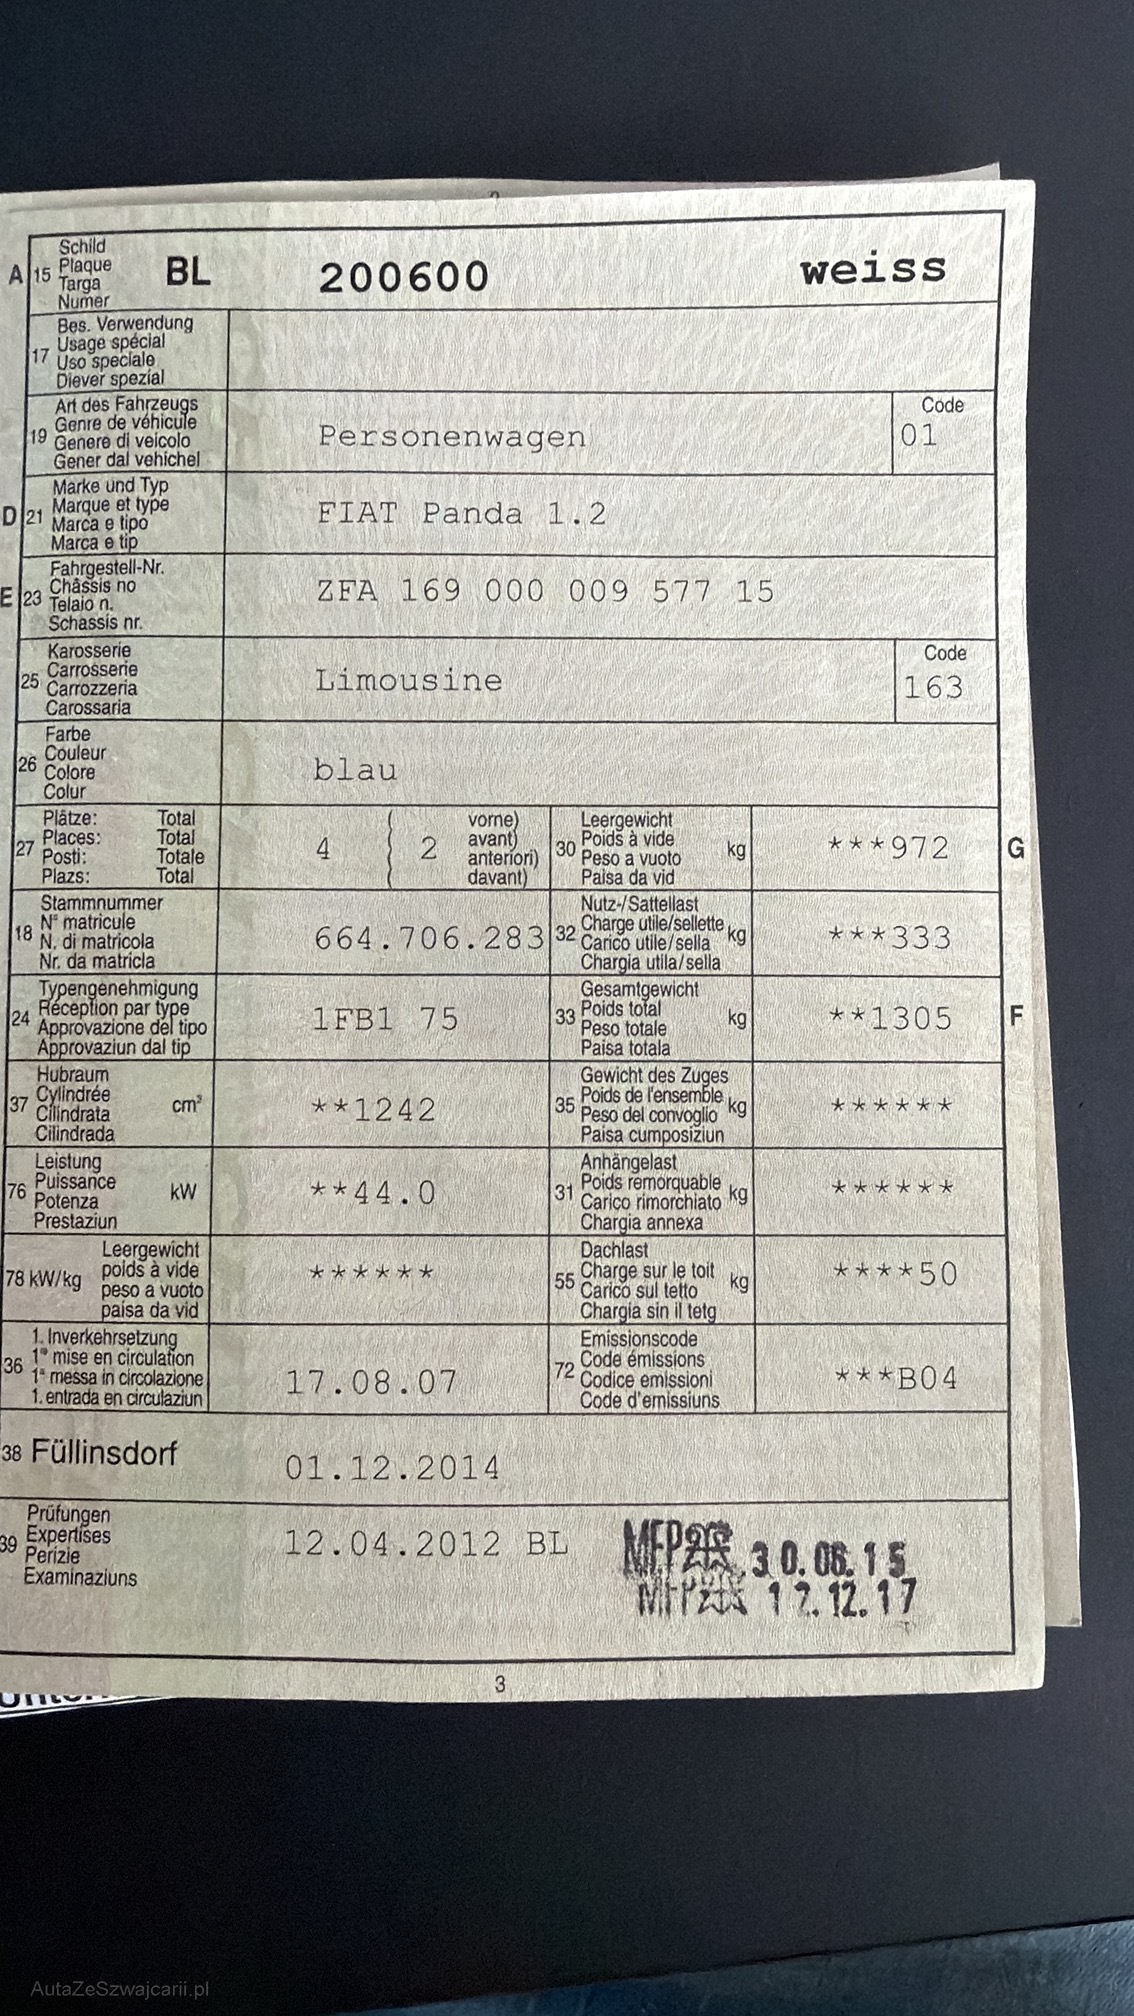 A 15 Schild
Plaque
Targa
Numer
BL 200600 weiss
17 Bes. Verwendung
Usage spécial
Uso speciale
Diever spezial
19 Art des Fahrzeugs
Genre de véhicule
Genere di veicolo
Gener dal vehichel
Personenwagen
Code
01
D 21 Marke und Typ
Marque et type
Marca e tipo
Marca e tip
FIAT Panda 1.2
E 23 Fahrgestell-Nr.
Châssis no
Telaio n.
Schassis nr.
ZFA 169 000 009 577 15
25 Karosserie
Carrosserie
Carrozzeria
Carossaria
Limousine
Code
163
26 Farbe
Couleur
Colore
Colur
blau
27 Plätze: Total
Places: Total
Posti: Totale
Plazs: Total
4 2
vorne)
avant)
anteriori)
davant)
30 Leergewicht
Poids à vide
Peso a vuoto
Paisa da vid
kg
***972
G
18 Stammnummer
N° matricule
N. di matricola
Nr. da matricla
664.706.283
32 Nutz-/Sattellast
Charge utile/sellette
Carico utile/sella
Chargia utila/sella
kg
***333
24 Typengenehmigung
Réception par type
Approvazione del tipo
Approvaziun dal tip
1FB1 75
33 Gesamtgewicht
Poids total
Peso totale
Paisa totala
kg
**1305
F
37 Hubraum
Cylindrée
Cilindrata
Cilindrada
cm³
**1242
35 Gewicht des Zuges
Poids de l'ensemble
Peso del convoglio
Paisa cumposiziun
kg
******
76 Leistung
Puissance
Potenza
Prestaziun
kW
**44.0
31 Anhängelast
Poids remorquable
Carico rimorchiato
Chargia annexa
kg
******
78 kW/kg
Leergewicht
poids à vide
peso a vuoto
paisa da vid
******
55 Dachlast
Charge sur le toit
Carico sul tetto
Chargia sin il tetg
kg
****50
36 1. Inverkehrsetzung
1re mise en circulation
1a messa in circolazione
1. entrada en circulaziun
17.08.07
72 Emissionscode
Code émissions
Codice emissioni
Code d'emissiuns
***B04
38 Füllinsdorf
01.12.2014
39 Prüfungen
Expertises
Perizie
Examinaziuns
12.04.2012 BL
MFP 30.06.15
MFP 12.12.17
3
AutaZeSzwajcarii.pl